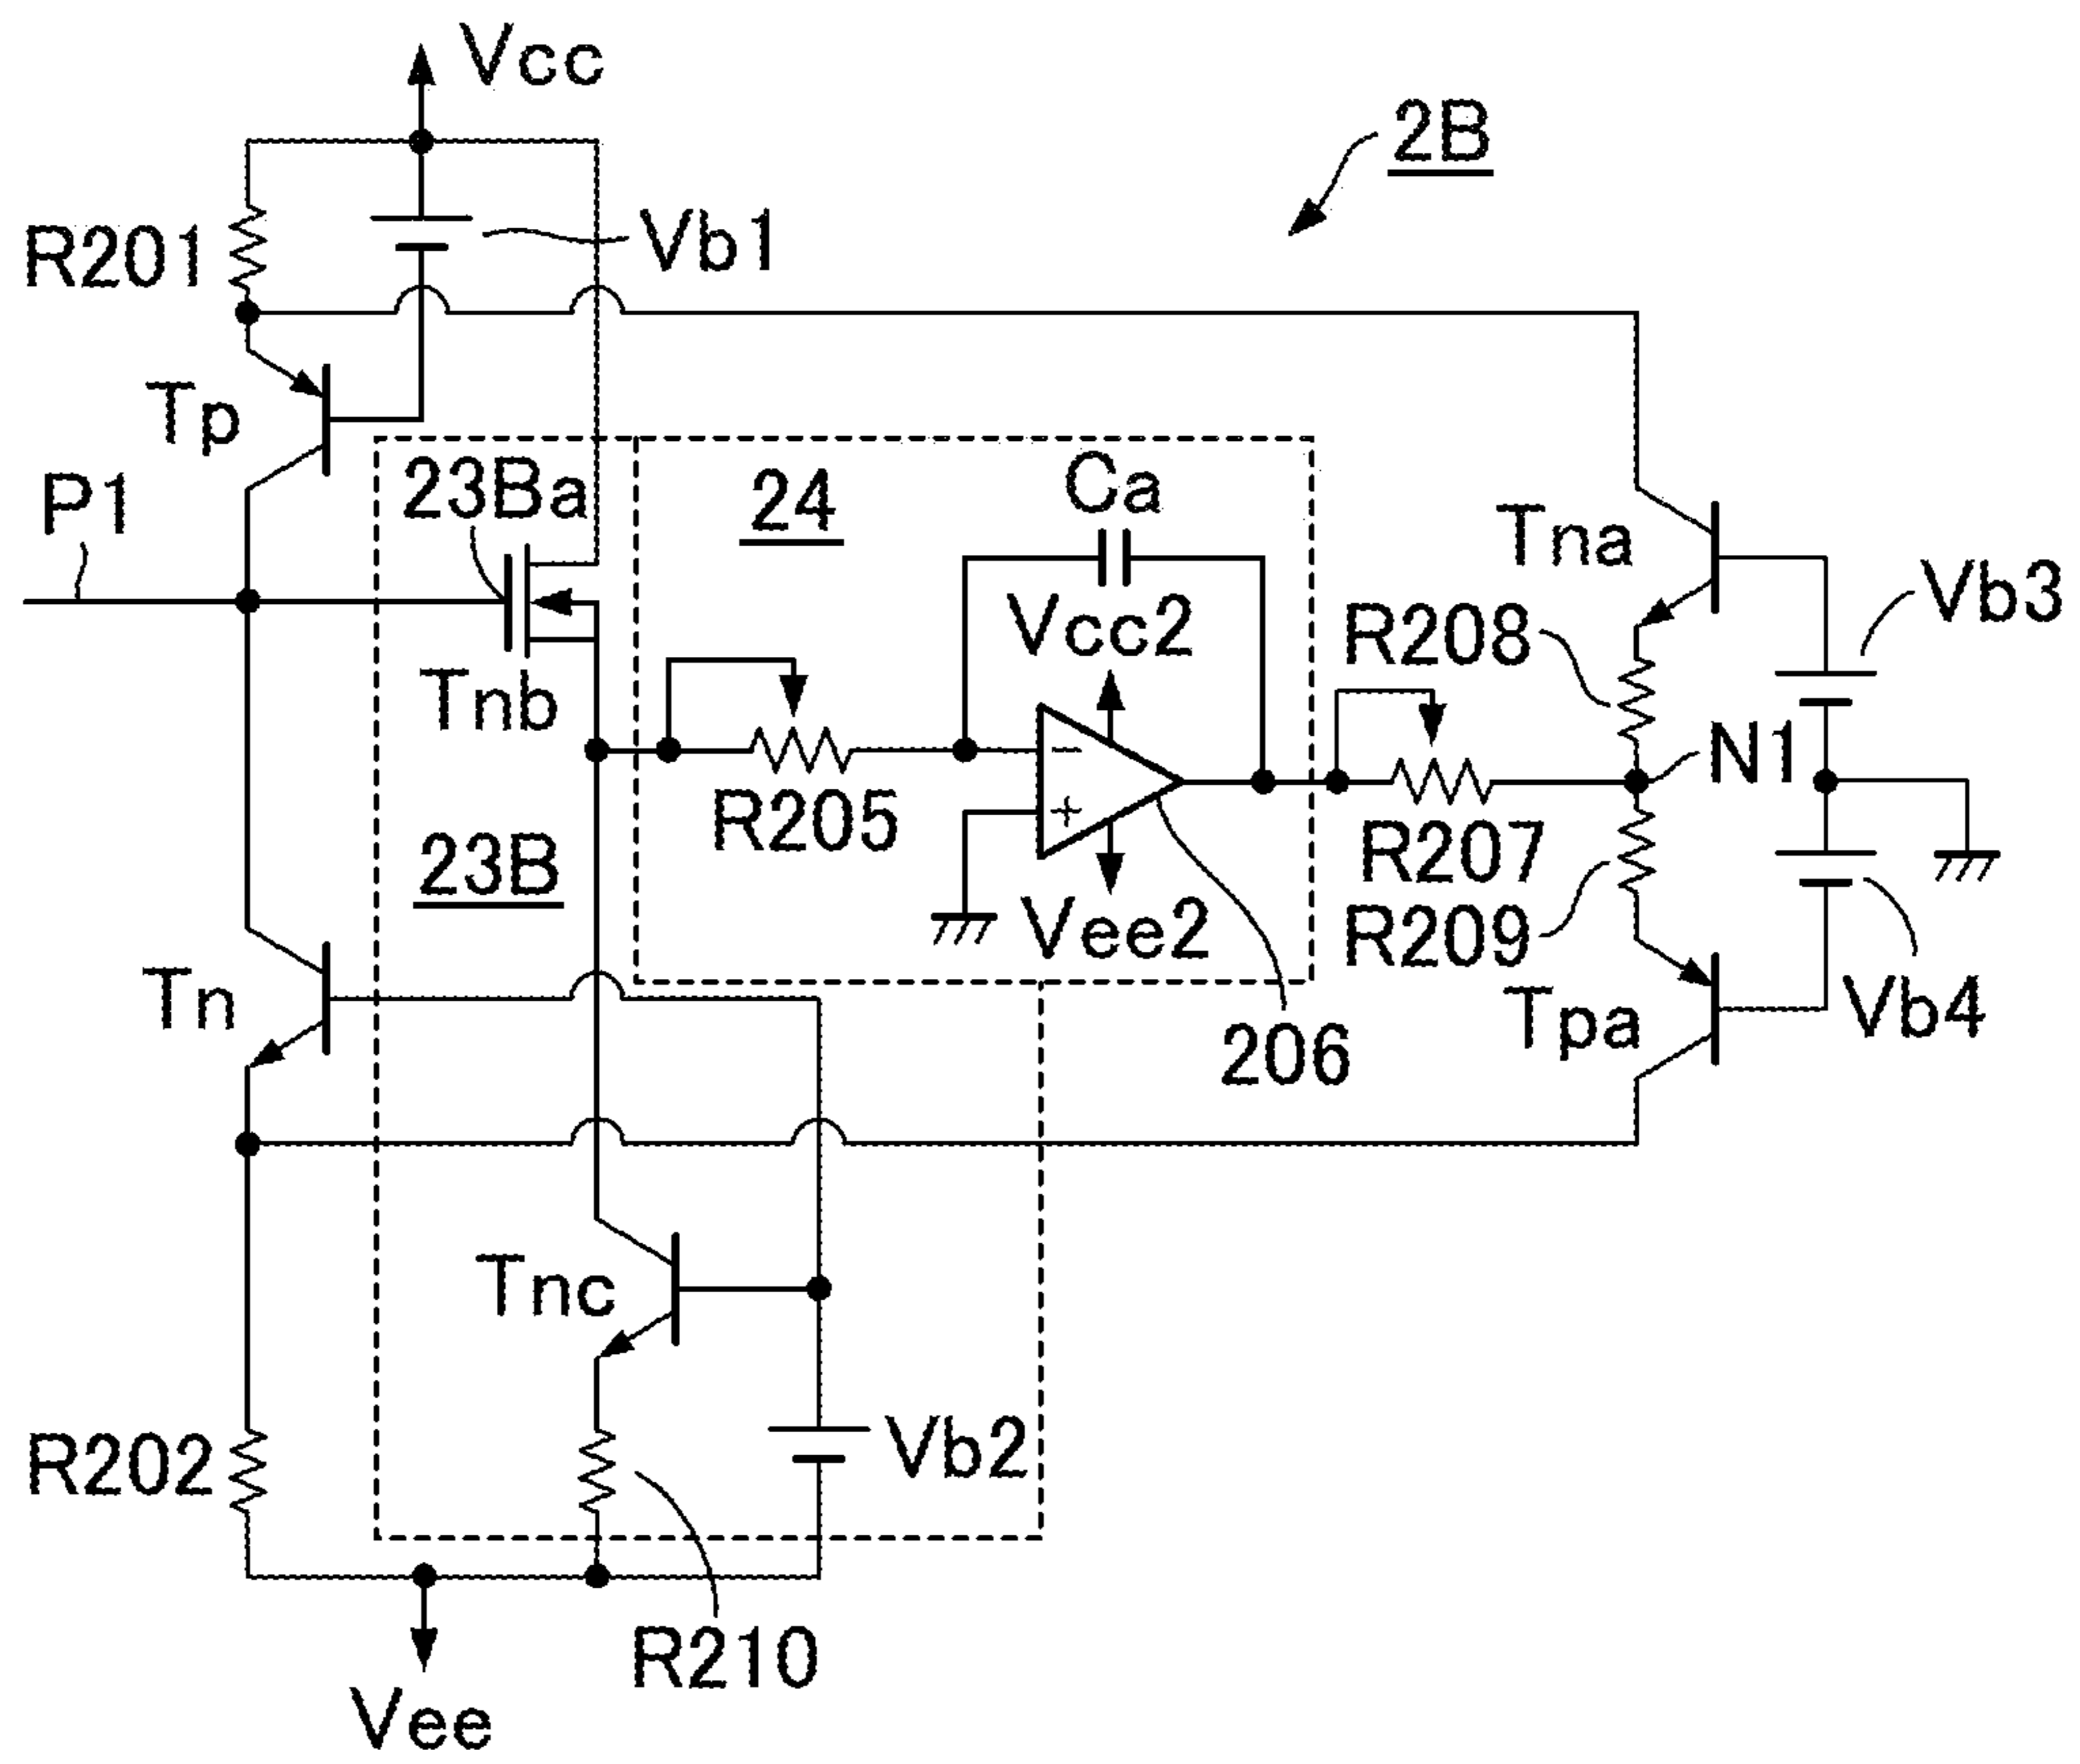 Vcc
2B
R201
Vb1
Tp
P1
23Ba
24
Ca
Tna
Vb3
Vcc2
R208
Tnb
N1
R205
−
+
R207
23B
Vee2
R209
Tn
Tpa
Vb4
206
Tnc
R202
Vb2
R210
Vee